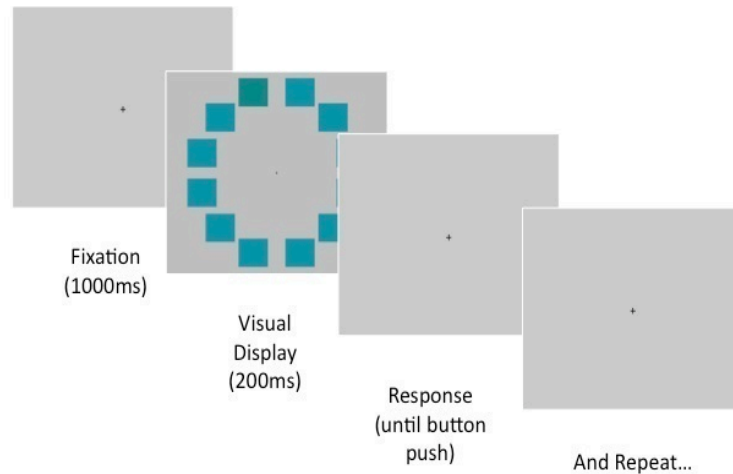 Fixation
(1000ms)
Visual
Display
(200ms)
Response
(until button
push)
And Repeat...